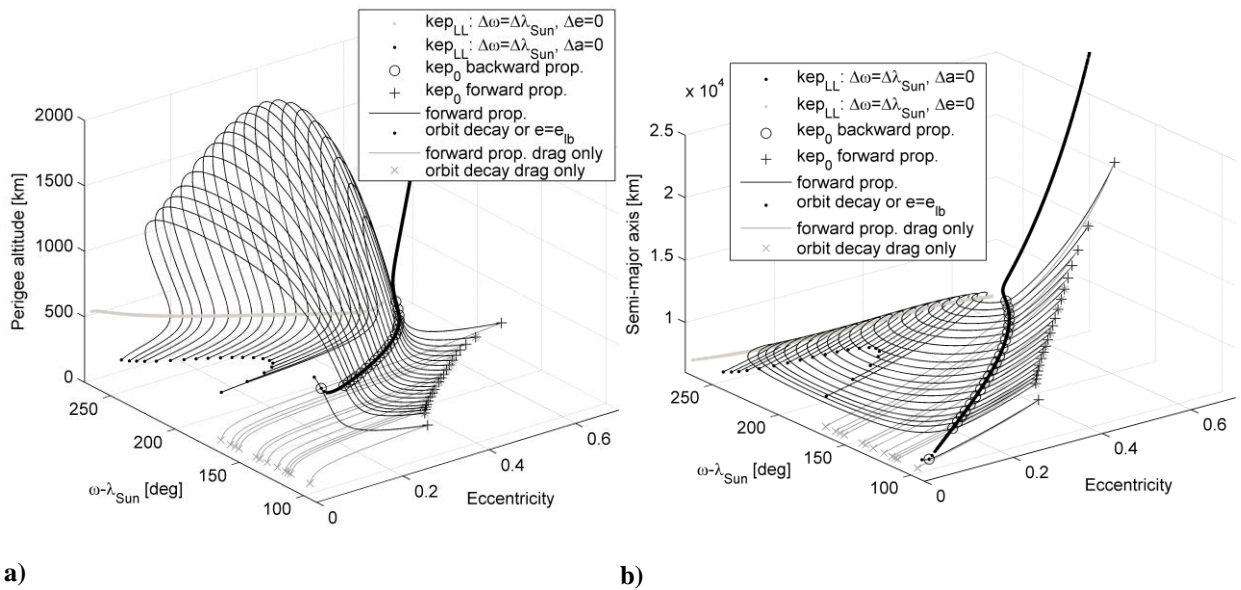 kep_LL: Δω=Δλ_Sun, Δe=0
kep_LL: Δω=Δλ_Sun, Δa=0
kep_0 backward prop.
kep_0 forward prop.
forward prop.
orbit decay or e=e_lb
forward prop. drag only
orbit decay drag only
2000
1500
1000
500
0
Perigee altitude [km]
250
200
150
100
ω-λ_Sun [deg]
0
0.2
0.4
0.6
Eccentricity
a)
kep_LL: Δω=Δλ_Sun, Δa=0
kep_LL: Δω=Δλ_Sun, Δe=0
kep_0 backward prop.
kep_0 forward prop.
forward prop.
orbit decay or e=e_lb
forward prop. drag only
orbit decay drag only
x 10^4
2.5
2
1.5
1
Semi-major axis [km]
250
200
150
100
ω-λ_Sun [deg]
0
0.2
0.4
0.6
Eccentricity
b)